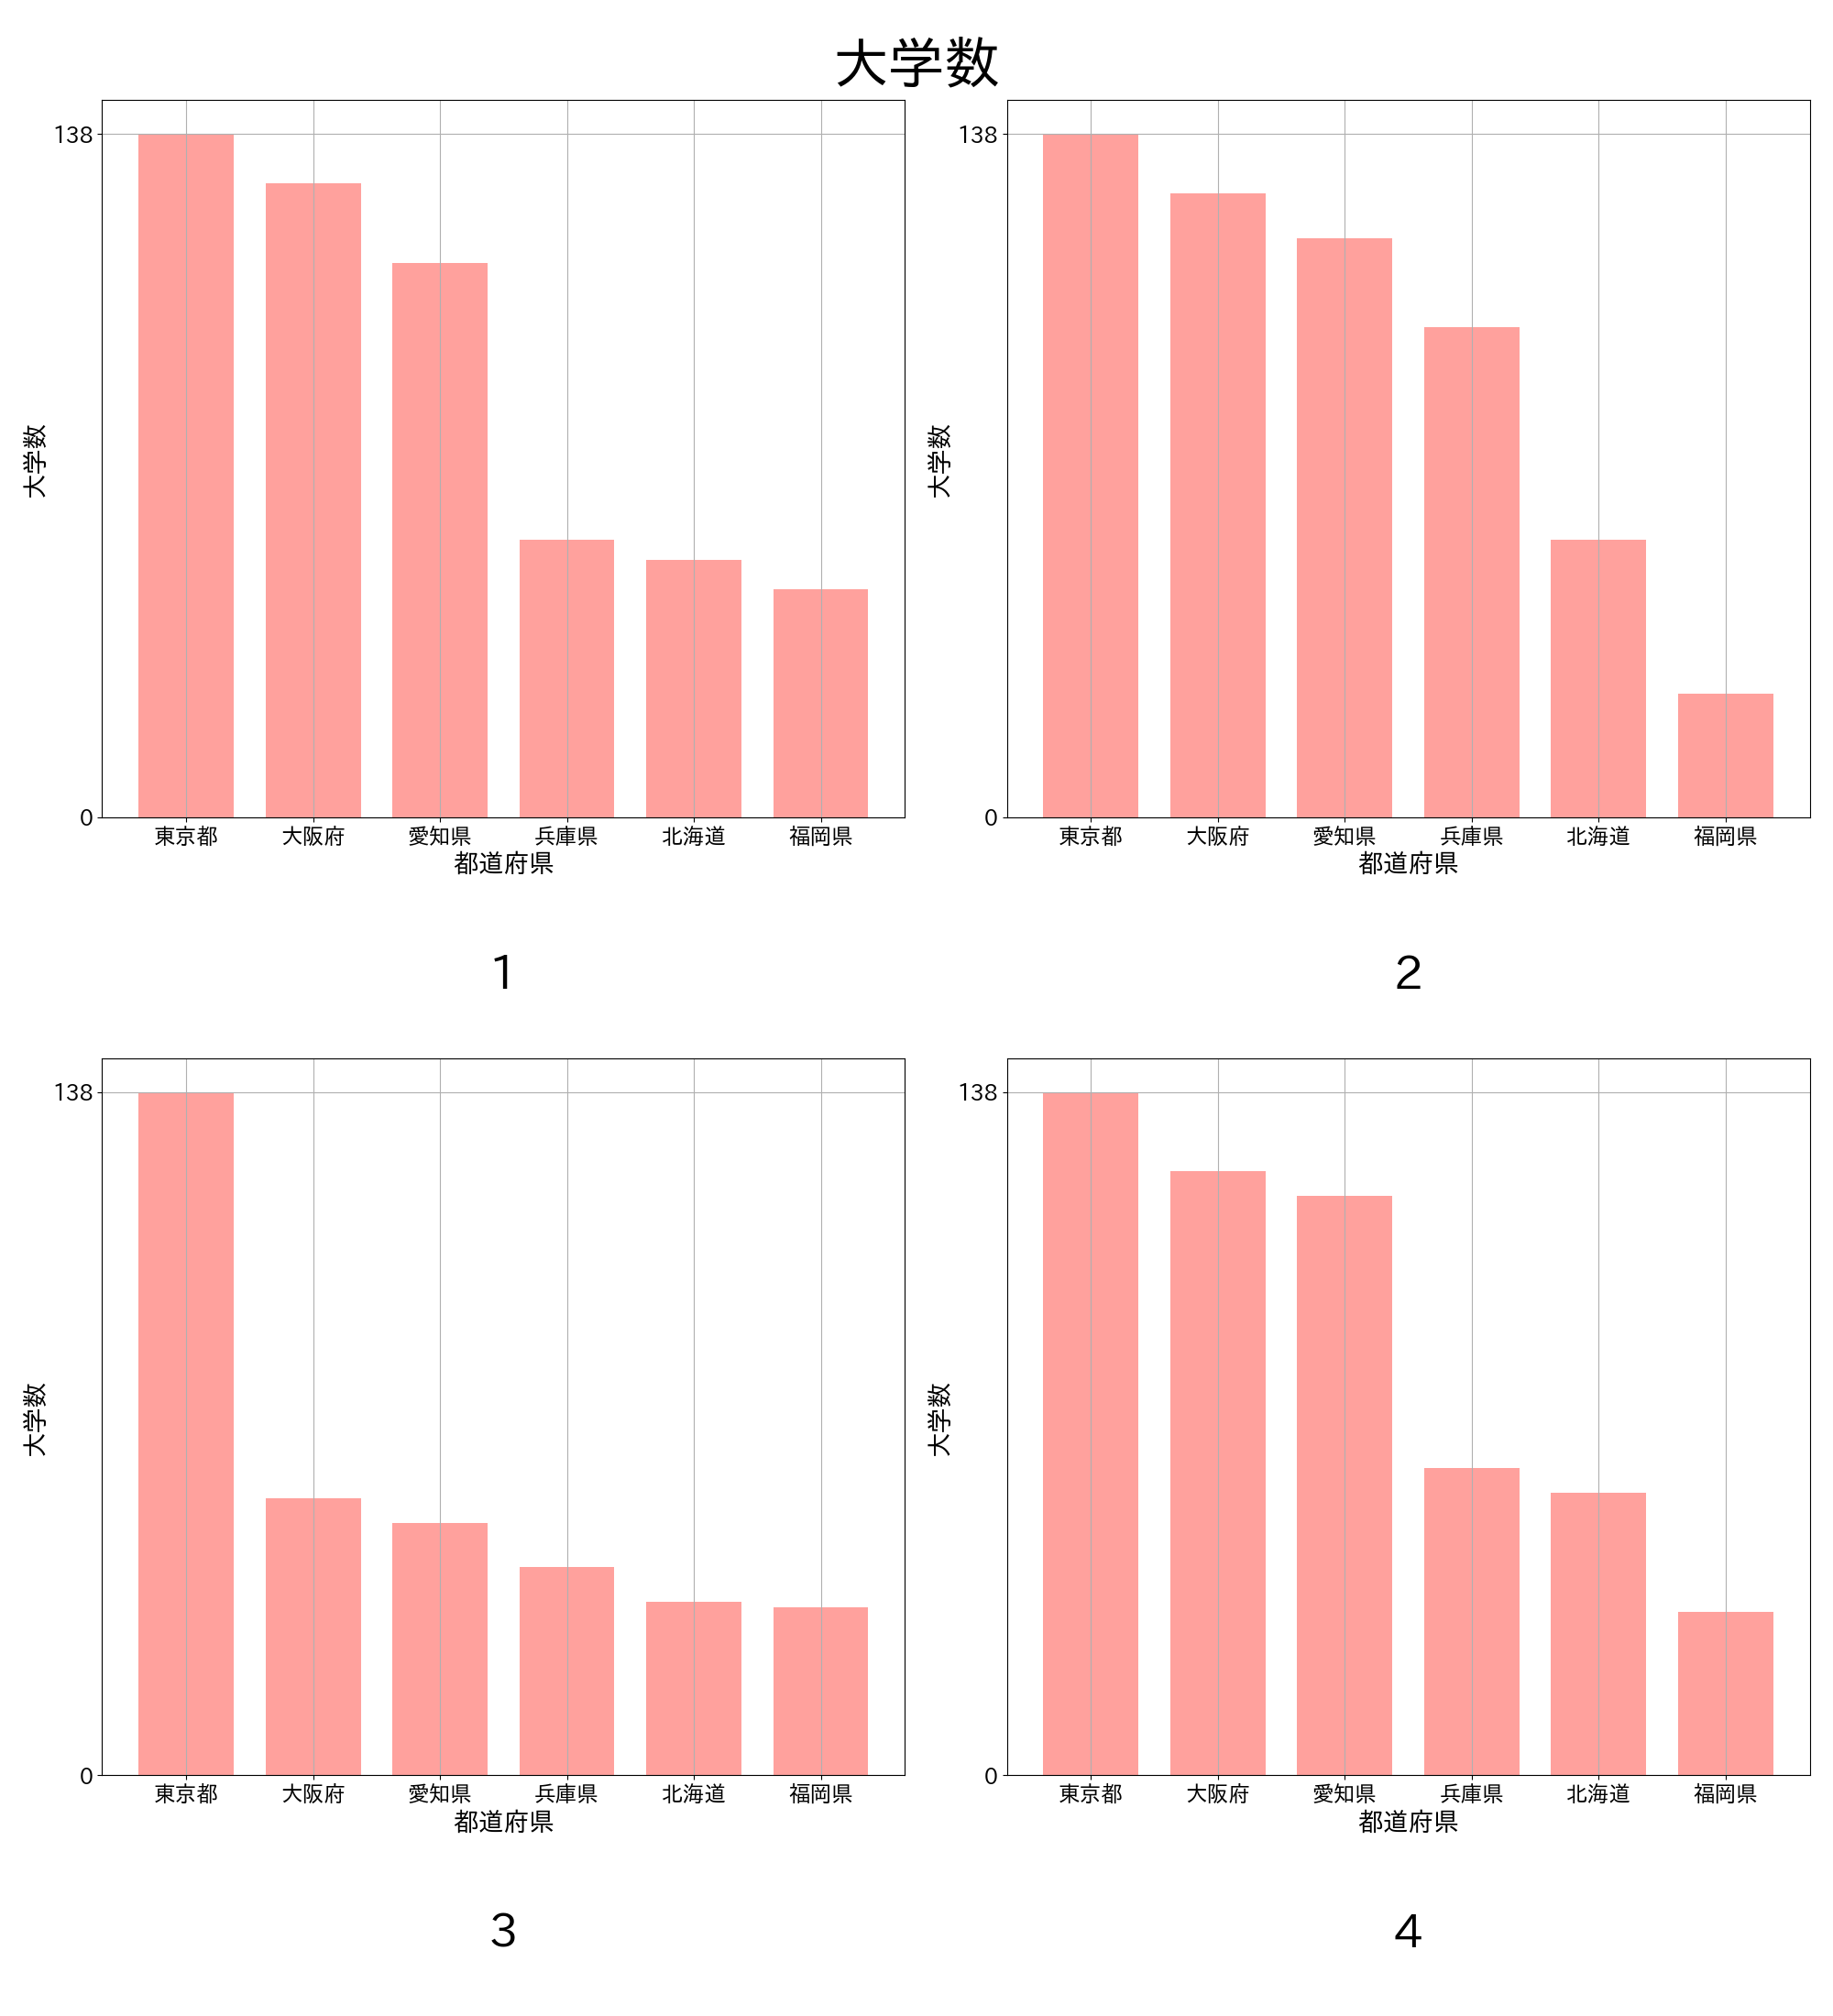 大学数
138
0
大学数
東京都 大阪府 愛知県 兵庫県 北海道 福岡県
都道府県
1
138
0
大学数
東京都 大阪府 愛知県 兵庫県 北海道 福岡県
都道府県
2
138
0
大学数
東京都 大阪府 愛知県 兵庫県 北海道 福岡県
都道府県
3
138
0
大学数
東京都 大阪府 愛知県 兵庫県 北海道 福岡県
都道府県
4